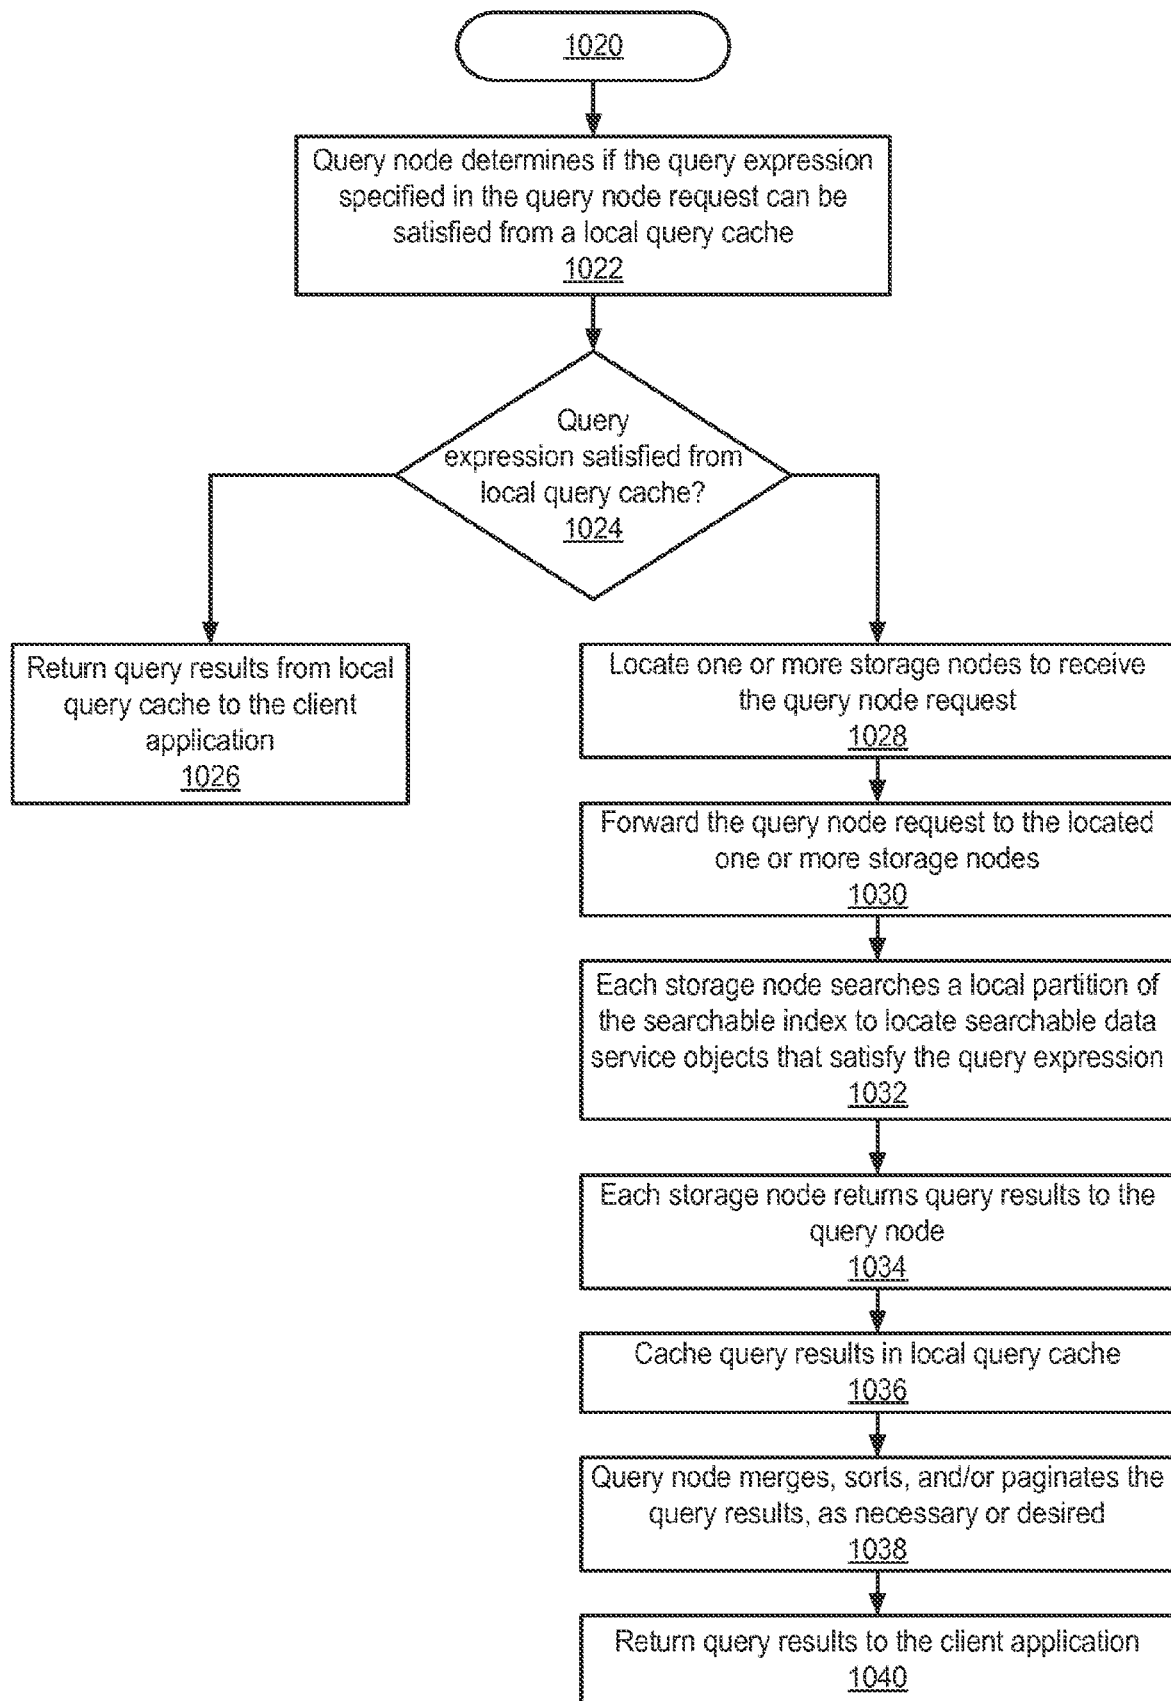 1020
Query node determines if the query expression
specified in the query node request can be
satisfied from a local query cache
1022
Query
expression satisfied from
local query cache?
1024
Return query results from local
query cache to the client
application
1026
Locate one or more storage nodes to receive
the query node request
1028
Forward the query node request to the located
one or more storage nodes
1030
Each storage node searches a local partition of
the searchable index to locate searchable data
service objects that satisfy the query expression
1032
Each storage node returns query results to the
query node
1034
Cache query results in local query cache
1036
Query node merges, sorts, and/or paginates the
query results, as necessary or desired
1038
Return query results to the client application
1040